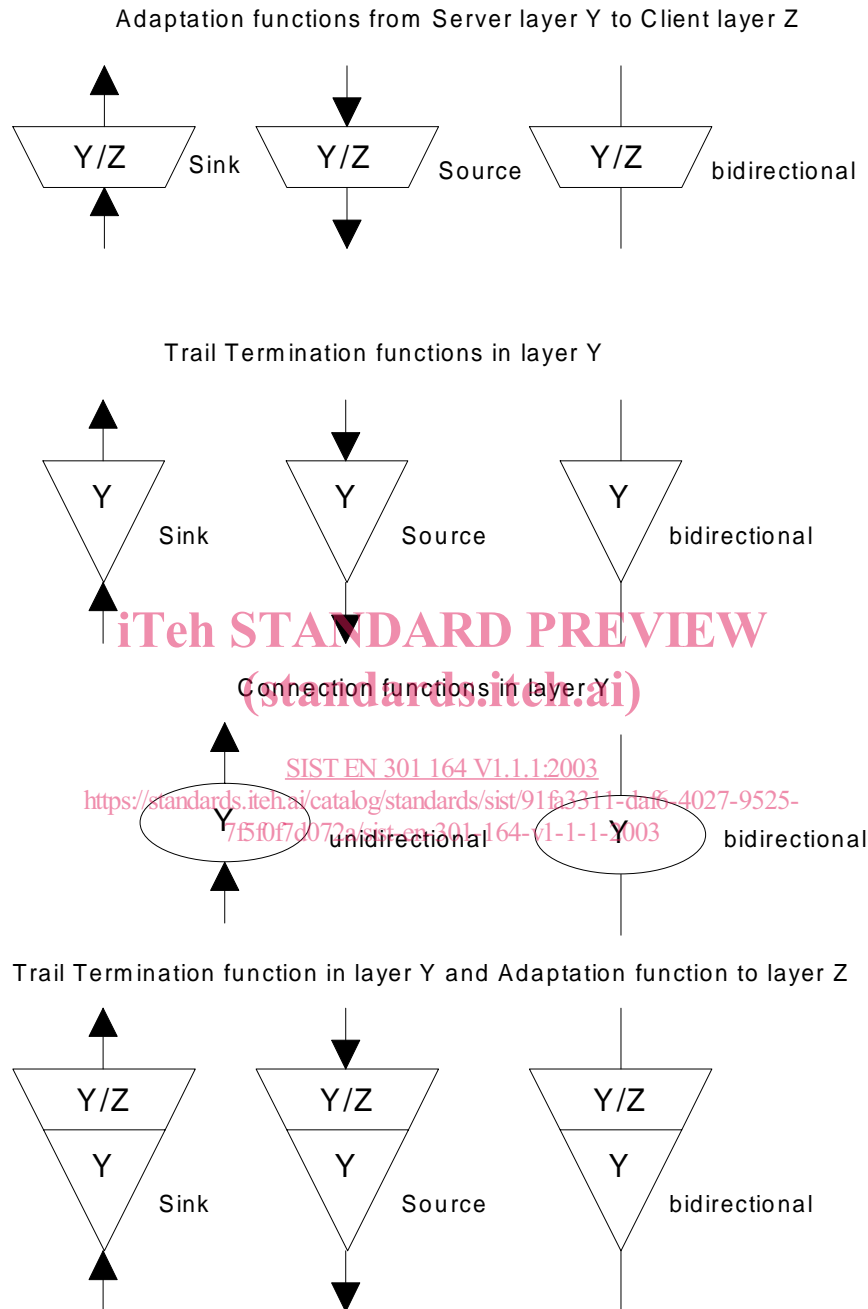 Adaptation functions from Server layer Y to Client layer Z
Y/Z Sink Y/Z Source Y/Z bidirectional
Trail Termination functions in layer Y
Y Sink Y Source Y bidirectional
iTeh STANDARD PREVIEW
(standards.iteh.ai)
Connection functions in layer Y
SIST EN 301 164 V1.1.1:2003
https://standards.iteh.ai/catalog/standards/sist/91fa3311-daf6-4027-9525-
7f5f0f7d072a/sist-en-301-164-v1-1-1-2003
Y unidirectional Y bidirectional
Trail Termination function in layer Y and Adaptation function to layer Z
Y/Z Y/Z Y/Z
Y Sink Y Source Y bidirectional